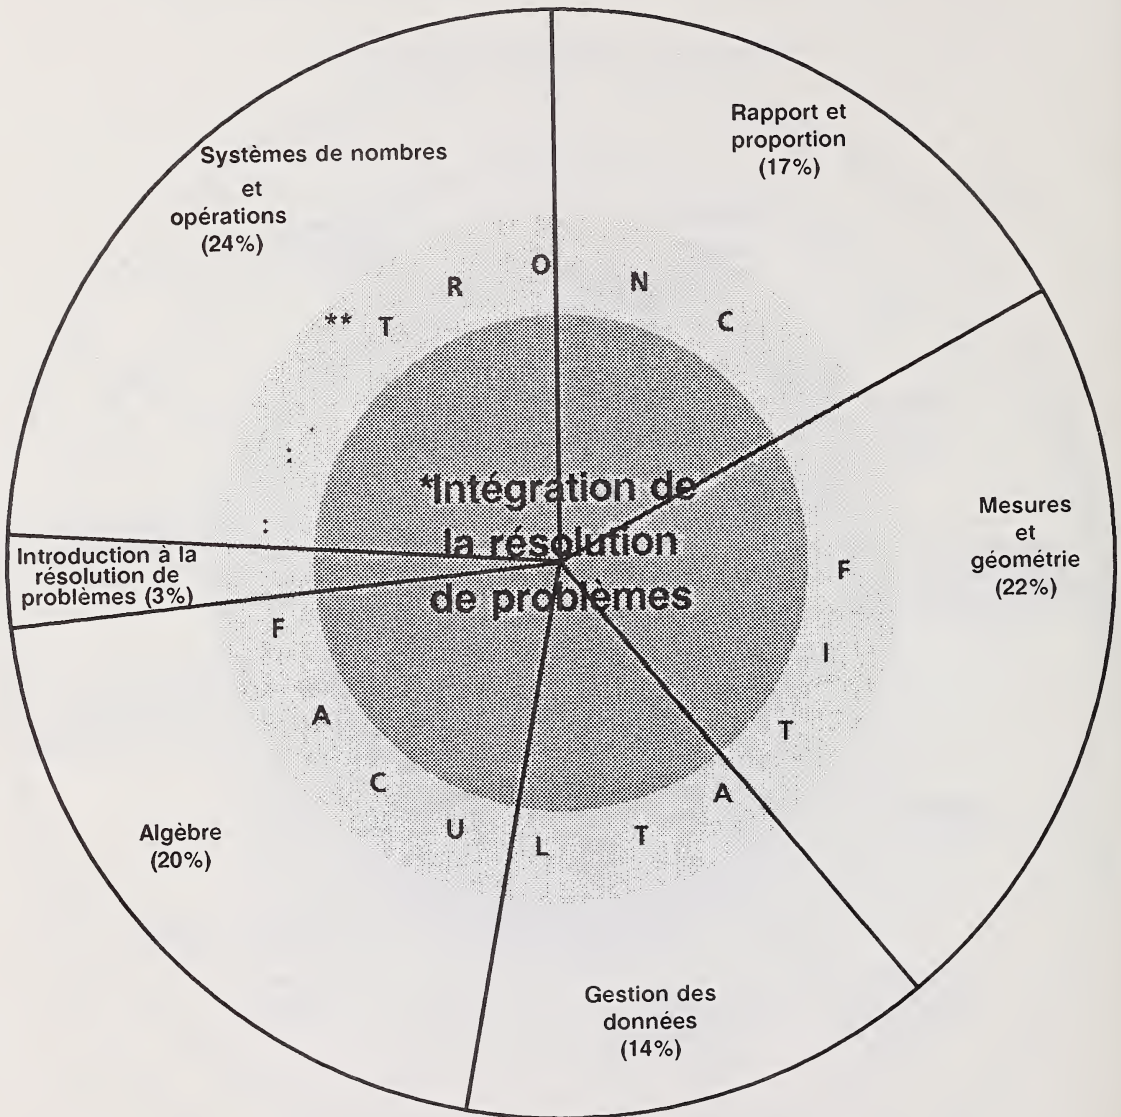 Rapport et
proportion
(17%)
Systèmes de nombres
et
opérations
(24%)
** T R O N C
*Intégration de
la résolution
de problèmes
Mesures
et
géométrie
(22%)
Introduction à la
résolution de
problèmes (3%)
F A C U L T A T I F
Algèbre
(20%)
Gestion des
données
(14%)